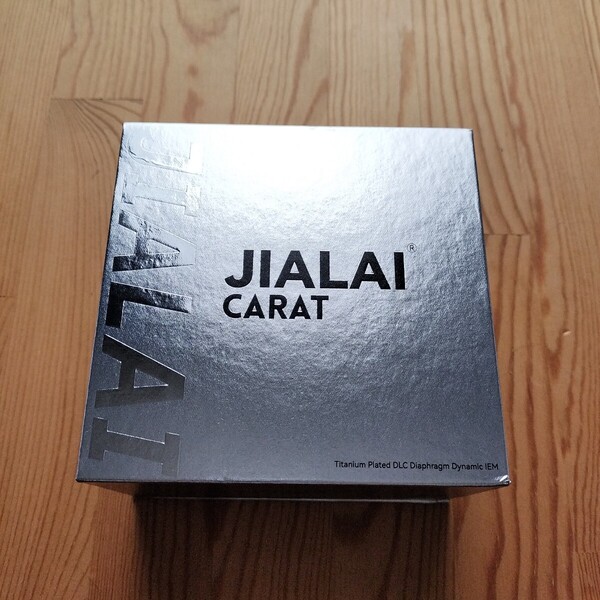 JIALAI
JIALAI®
CARAT
Titanium Plated DLC Diaphragm Dynamic IEM